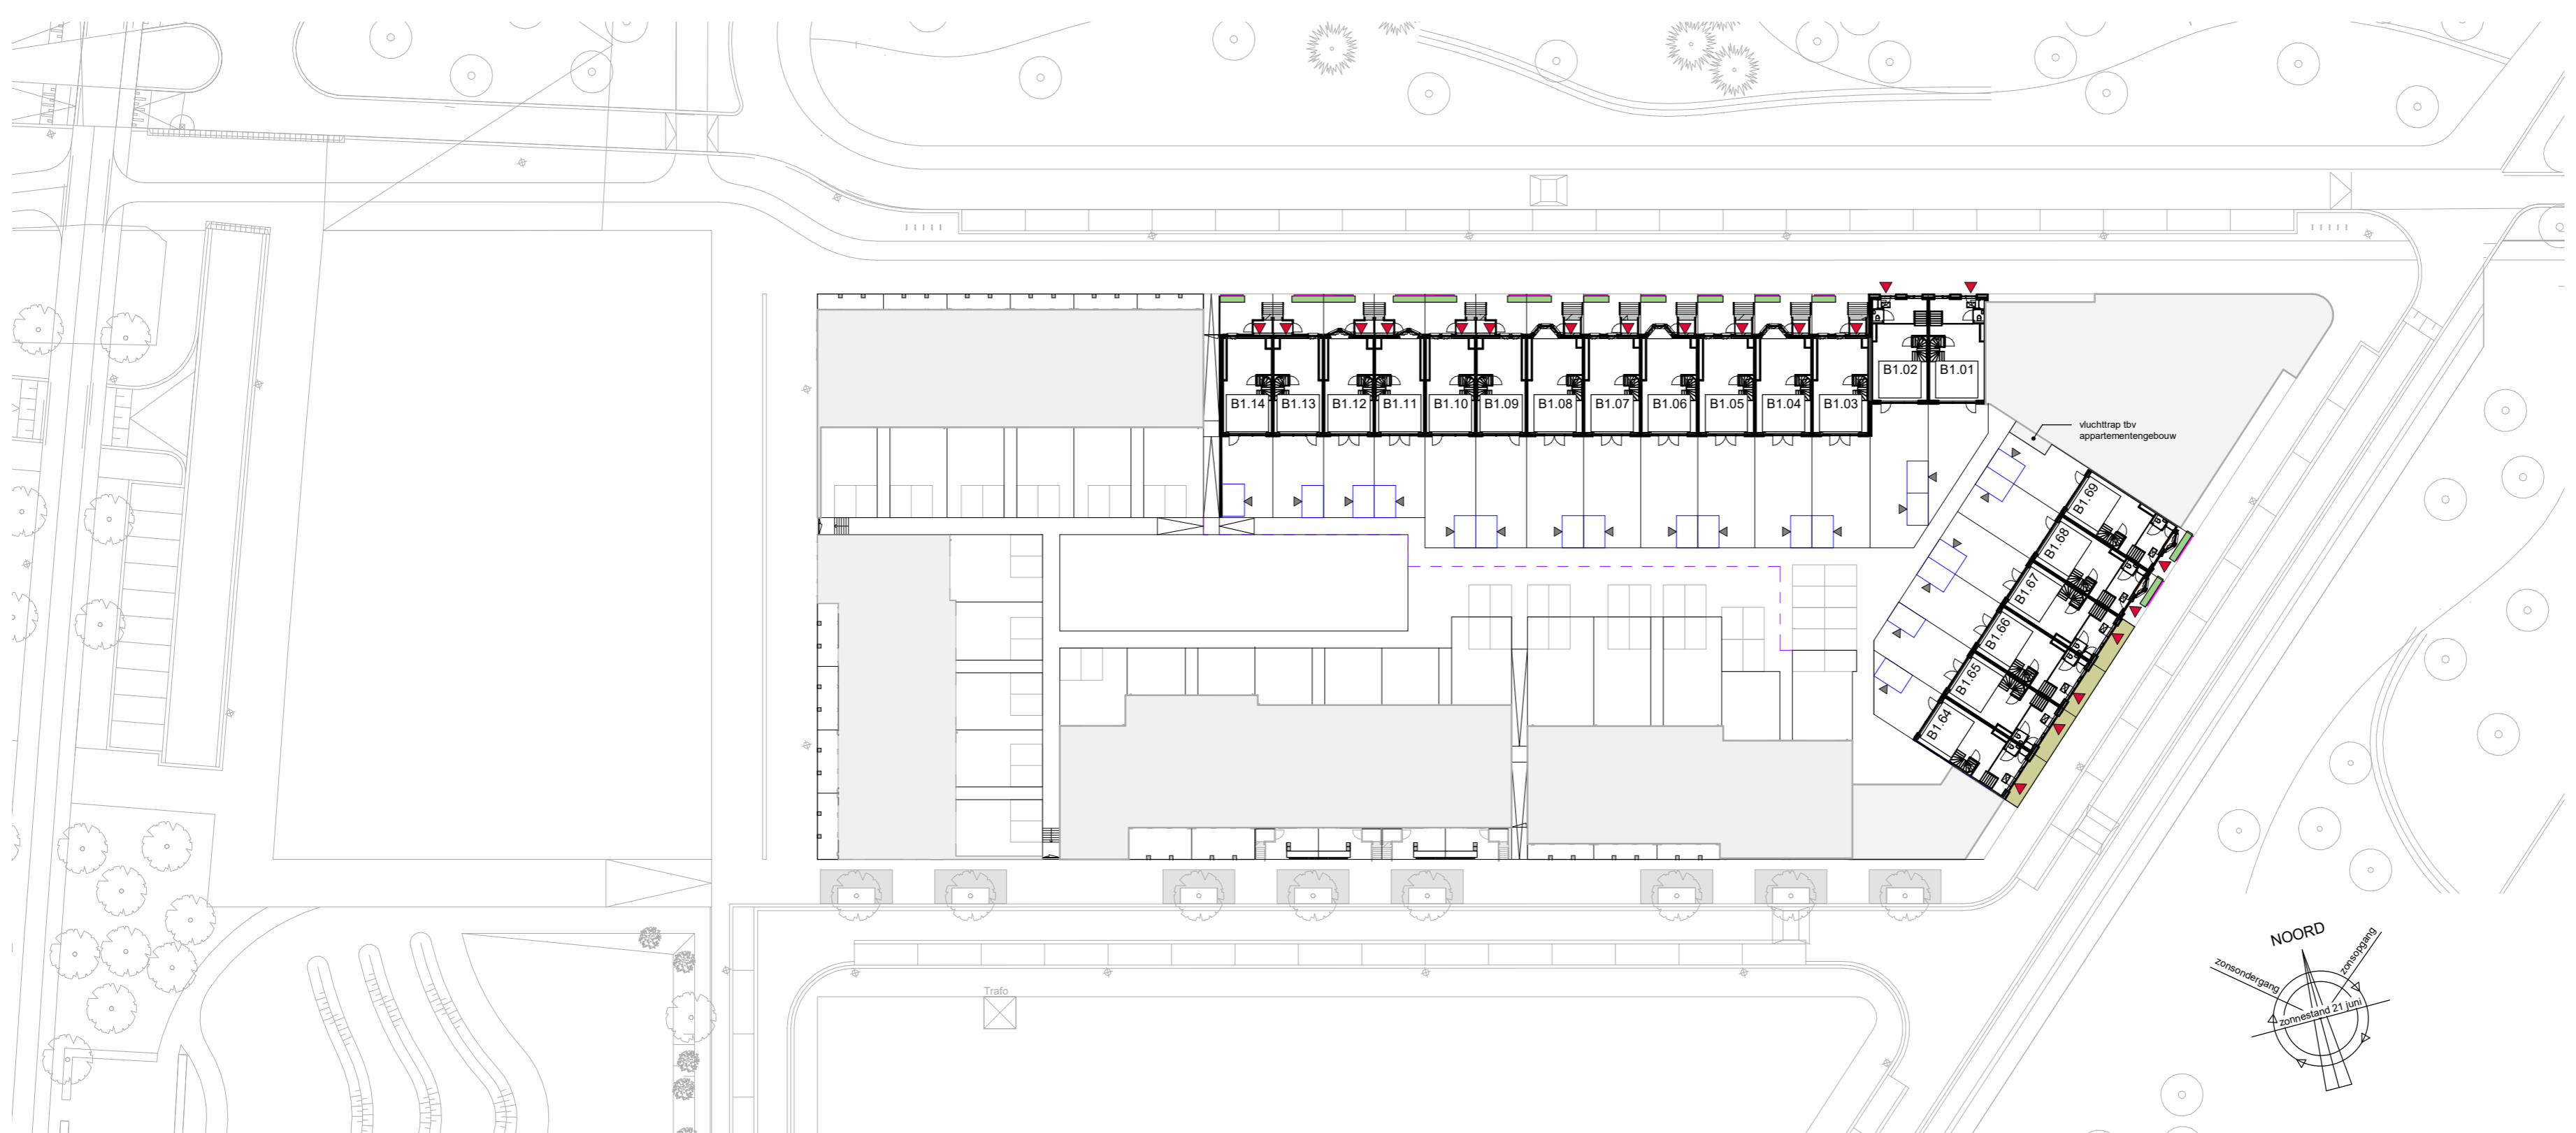 B1.02
B1.01
B1.14
B1.13
B1.12
B1.11
B1.10
B1.09
B1.08
B1.07
B1.06
B1.05
B1.04
B1.03
vluchttrap tbv
appartementengebouw
B1.69
B1.68
B1.67
B1.66
B1.65
B1.64
NOORD
zonsopgang
zonsondergang
zonnestand 21 juni
Trafo